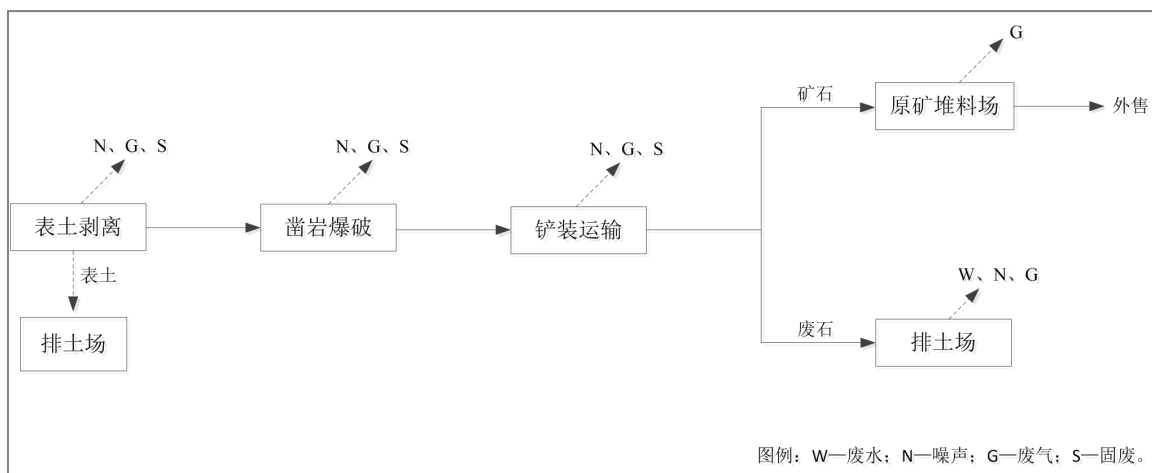 G
矿石
原矿堆料场
外售
N、G、S
N、G、S
N、G、S
表土剥离
凿岩爆破
铲装运输
表土
排土场
W、N、G
废石
排土场
图例：W—废水；N—噪声；G—废气；S—固废。